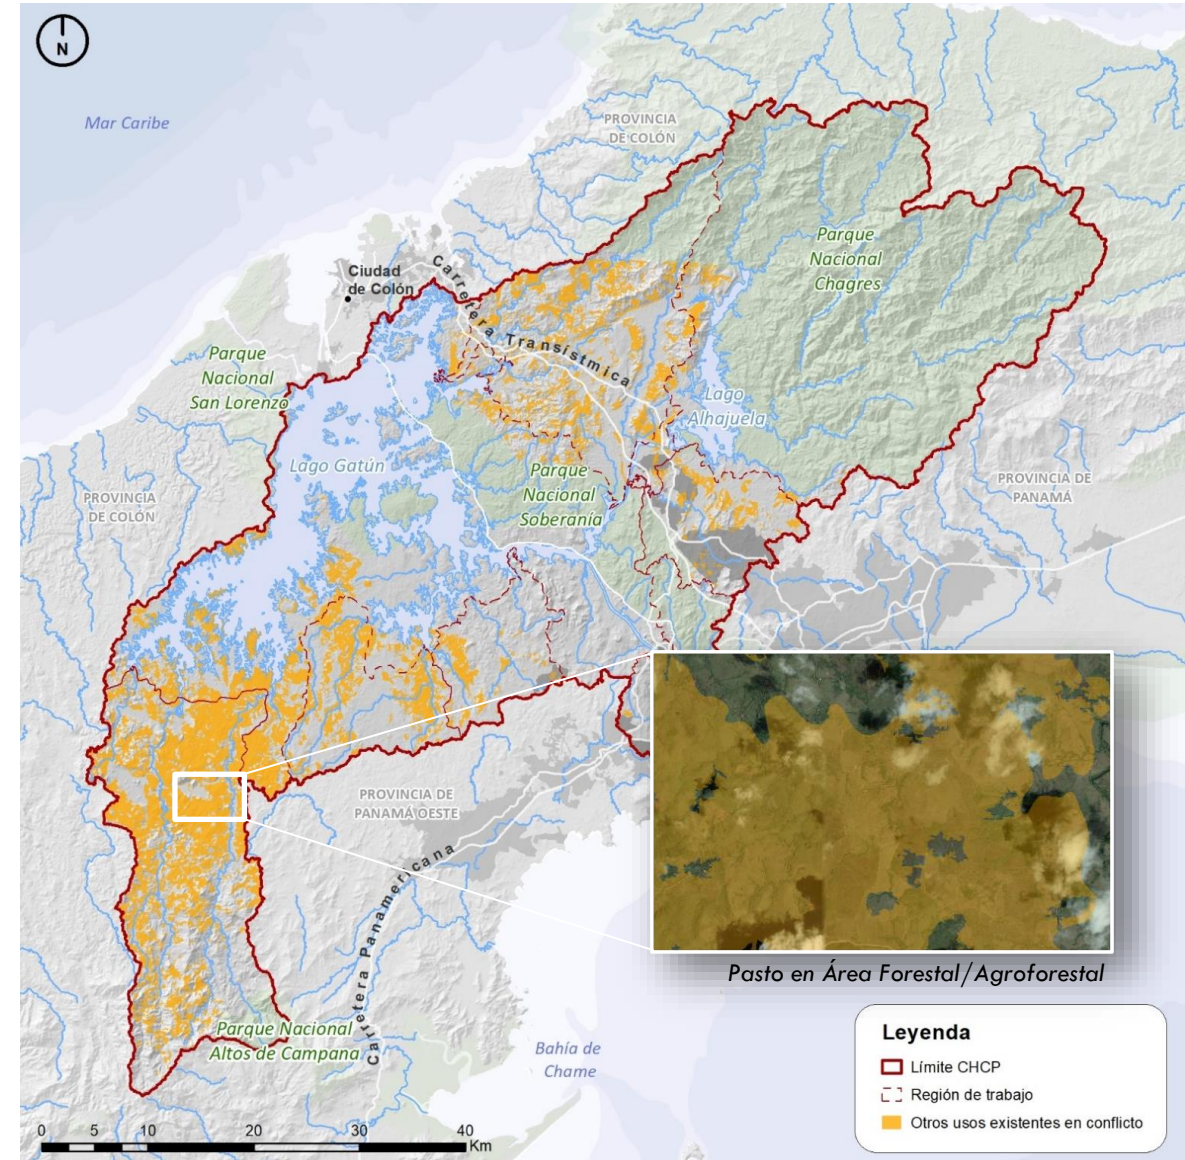 N
Mar Caribe
PROVINCIA
DE COLÓN
Parque
Nacional
Chagres
Ciudad
de Colón
Carretera Transístmica
Parque
Nacional
San Lorenzo
Lago
Alhajuela
Lago Gatún
Parque
Nacional
Soberanía
PROVINCIA DE
PANAMÁ
PROVINCIA
DE COLÓN
PROVINCIA DE
PANAMÁ OESTE
Carretera Panamericana
Pasto en Área Forestal/Agroforestal
Parque Nacional
Altos de Campana
Bahía de
Chame
Leyenda
Límite CHCP
Región de trabajo
Otros usos existentes en conflicto
0 5 10 20 30 40
Km